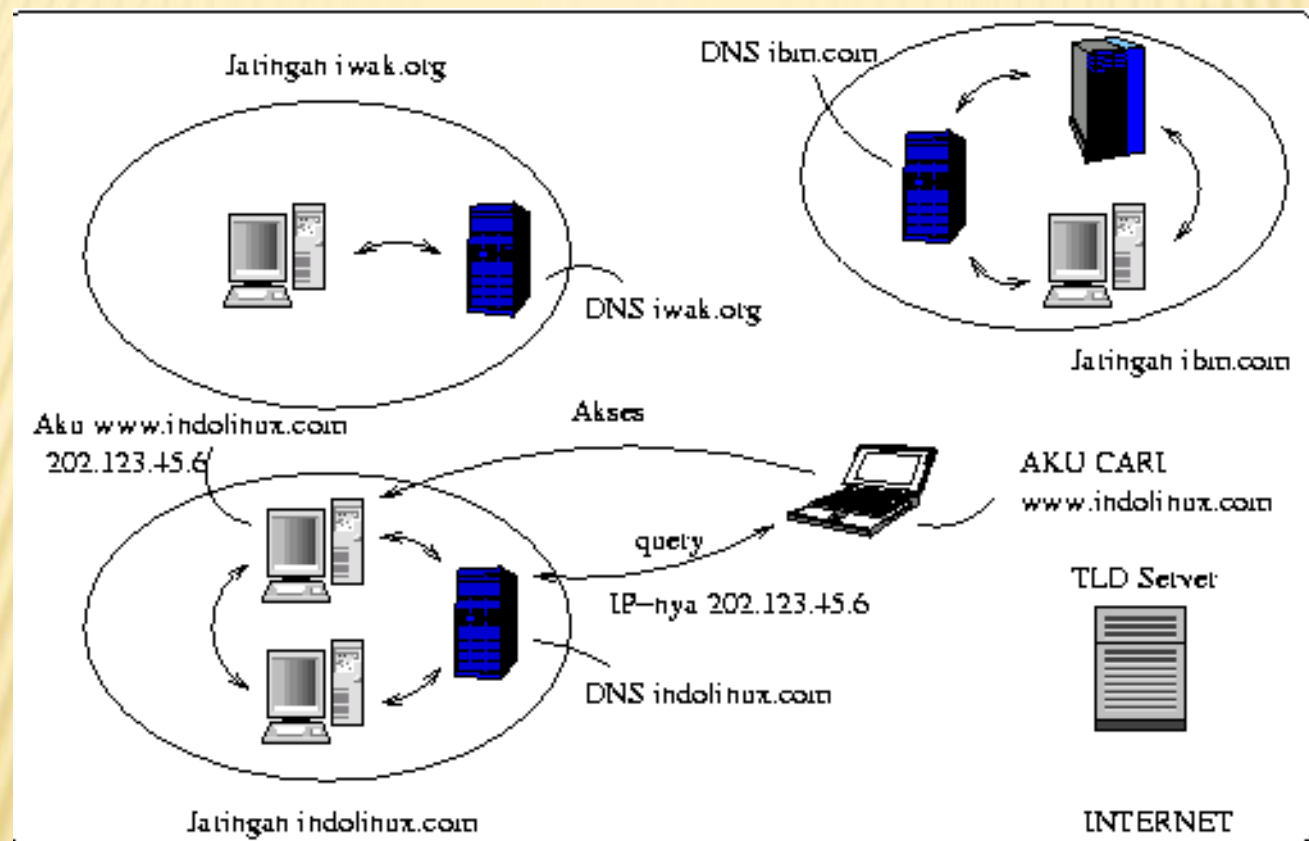 Jaringan iwak.org
DNS ibm.com
DNS iwak.org
Jaringan ibm.com
Aku www.indolinux.com
202.123.45.6
Akses
AKU CARI
www.indolinux.com
query
IP-nya 202.123.45.6
TLD Server
DNS indolinux.com
Jaringan indolinux.com
INTERNET